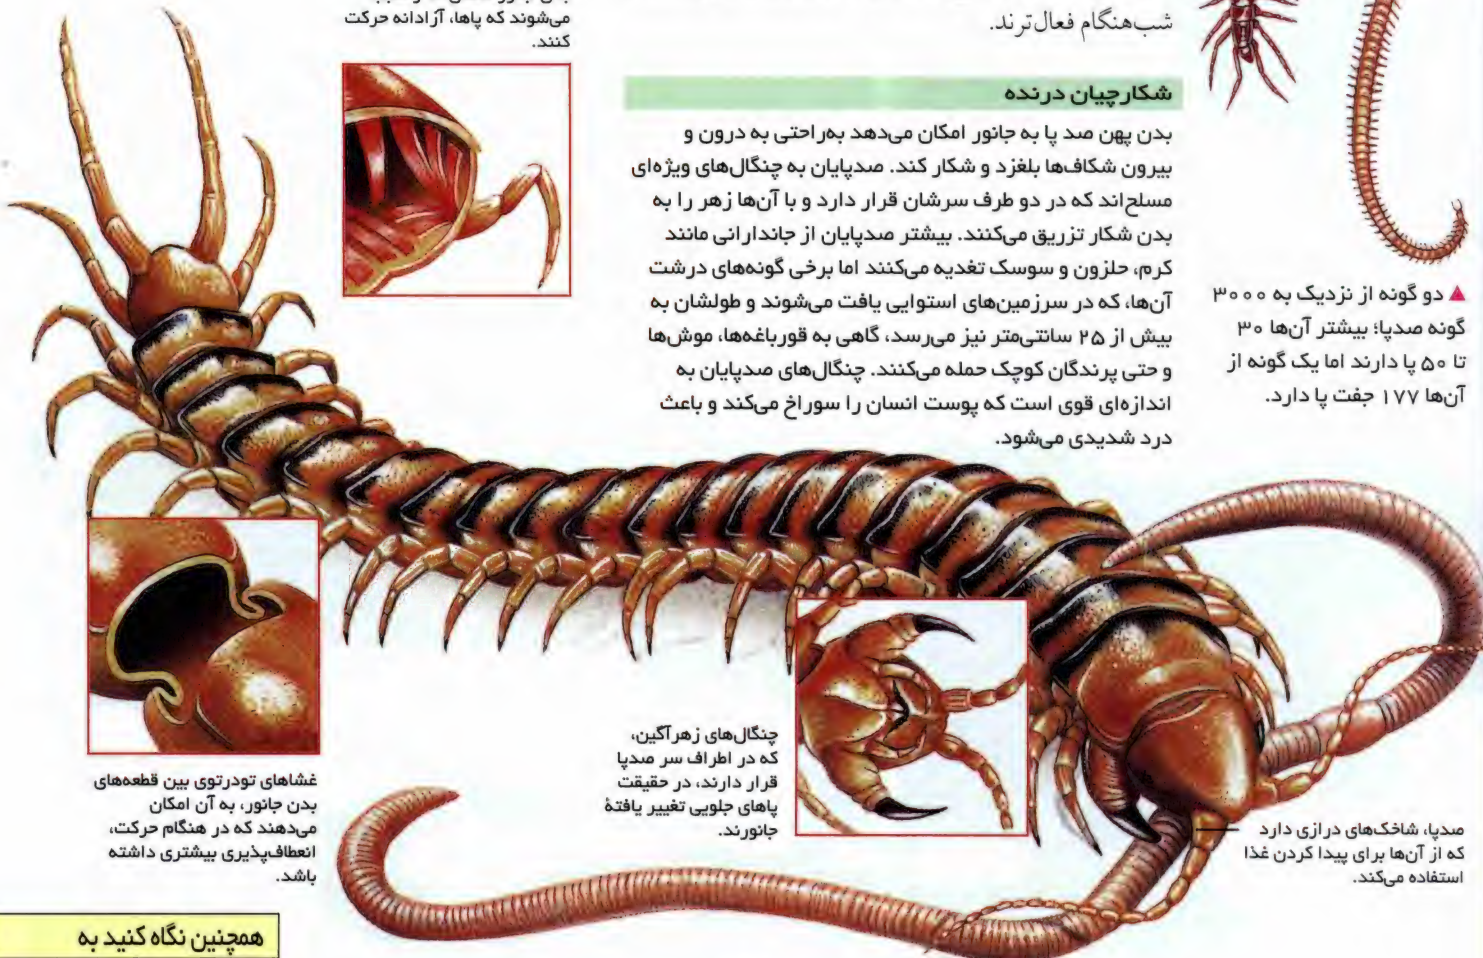 می‌شوند که پاها، آزادانه حرکت
کنند.
شب‌هنگام فعال‌ترند.
شکارچیان درنده
بدن پهن صد پا به جانور امکان می‌دهد به‌راحتی به درون و
بیرون شکاف‌ها بلغزد و شکار کند. صدپایان به چنگال‌های ویژه‌ای
مسلح‌اند که در دو طرف سرشان قرار دارد و با آن‌ها زهر را به
بدن شکار تزریق می‌کنند. بیشتر صدپایان از جاندارانی مانند
کرم، حلزون و سوسک تغذیه می‌کنند اما برخی گونه‌های درشت
آن‌ها، که در سرزمین‌های استوایی یافت می‌شوند و طولشان به
بیش از ۲۵ سانتی‌متر نیز می‌رسد، گاهی به قورباغه‌ها، موش‌ها
و حتی پرندگان کوچک حمله می‌کنند. چنگال‌های صدپایان به
اندازه‌ای قوی است که پوست انسان را سوراخ می‌کند و باعث
درد شدیدی می‌شود.
▲ دو گونه از نزدیک به ۳۰۰۰
گونه صدپا؛ بیشتر آن‌ها ۳۰
تا ۵۰ پا دارند اما یک گونه از
آن‌ها ۱۷۷ جفت پا دارد.
چنگال‌های زهرآگین،
که در اطراف سر صدپا
قرار دارند، در حقیقت
پاهای جلویی تغییر یافتهٔ
جانورند.
غشاهای تودرتوی بین قطعه‌های
بدن جانور، به آن امکان
می‌دهند که در هنگام حرکت،
انعطاف‌پذیری بیشتری داشته
باشد.
صدپا، شاخک‌های درازی دارد
که از آن‌ها برای پیدا کردن غذا
استفاده می‌کند.
همچنین نگاه کنید به